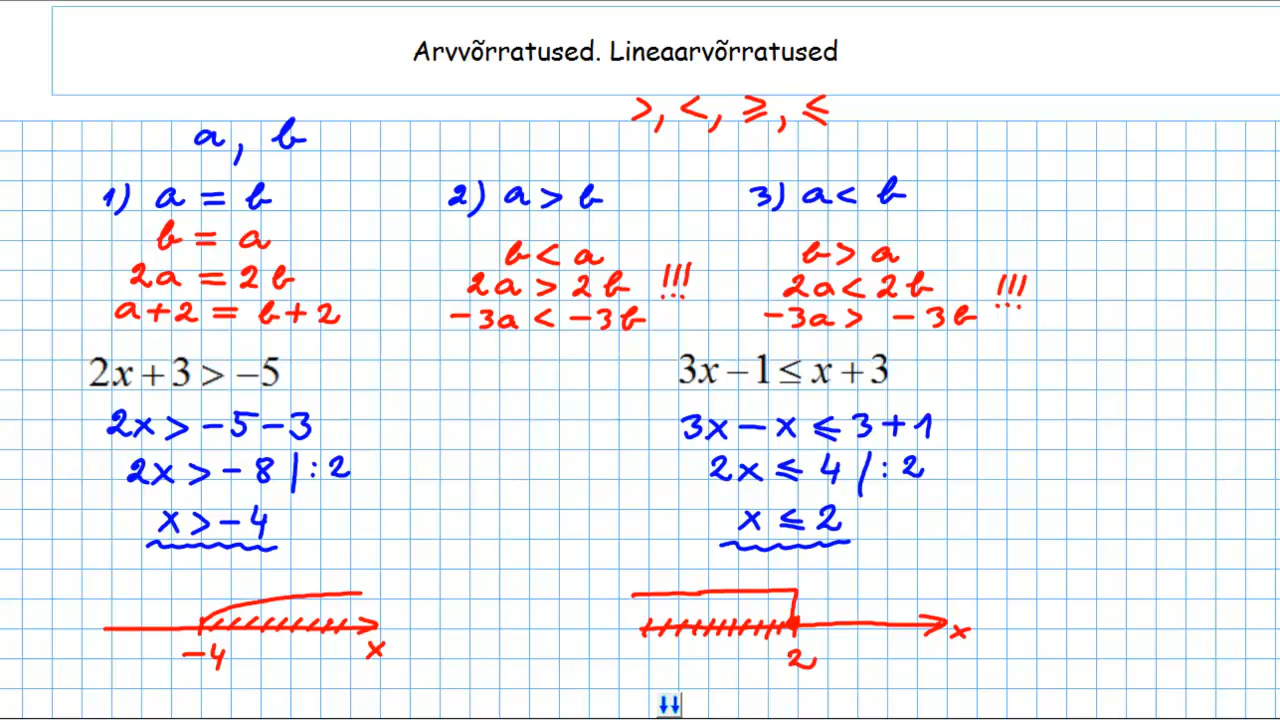 Arvvõrratused. Lineaarvõrratused
>, <, ≥, ≤
a, b
1) a = b
b = a
2a = 2b
a+2 = b+2
2) a > b
b < a
2a > 2b !!!
-3a < -3b
3) a < b
b > a
2a < 2b !!!
-3a > -3b
2x + 3 > -5
2x > -5 - 3
2x > -8 | : 2
x > -4
-4 x
3x - 1 ≤ x + 3
3x - x ≤ 3 + 1
2x ≤ 4 | : 2
x ≤ 2
2 x